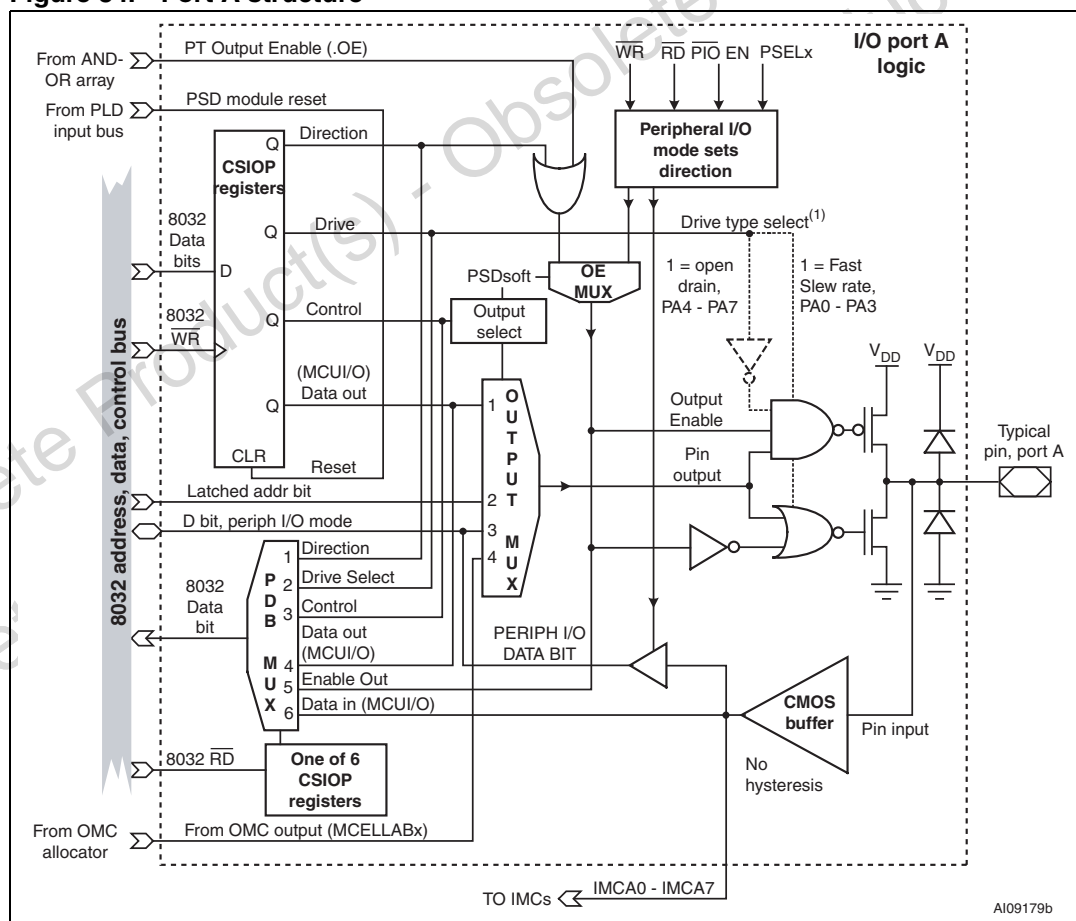 Figure 54. Port A structure
I/O port A
logic
From AND-
OR array
PT Output Enable (.OE)
WR RD PIO EN PSELx
From PLD
input bus
PSD module reset
Peripheral I/O
mode sets
direction
CSIOP
registers
Q Direction
Q Drive
Drive type select(1)
8032
Data
bits
D
PSDsoft
OE
MUX
1 = open
drain,
PA4 - PA7
1 = Fast
Slew rate,
PA0 - PA3
8032
WR
Q Control
Output
select
VDD VDD
(MCUI/O)
Q Data out
1
OUTPUT MUX
Output
Enable
Typical
pin, port A
CLR
Reset
Pin
output
Latched addr bit
2
D bit, periph I/O mode
3
4
8032 address, data, control bus
PDB MUX
1 Direction
2 Drive Select
3 Control
8032
Data
bit
Data out
4 (MCUI/O)
5 Enable Out
6 Data in (MCUI/O)
PERIPH I/O
DATA BIT
CMOS
buffer
Pin input
No
hysteresis
8032 RD
One of 6
CSIOP
registers
From OMC
allocator
From OMC output (MCELLABx)
TO IMCs
IMCA0 - IMCA7
AI09179b
Obsolete Product(s) - Obsolete